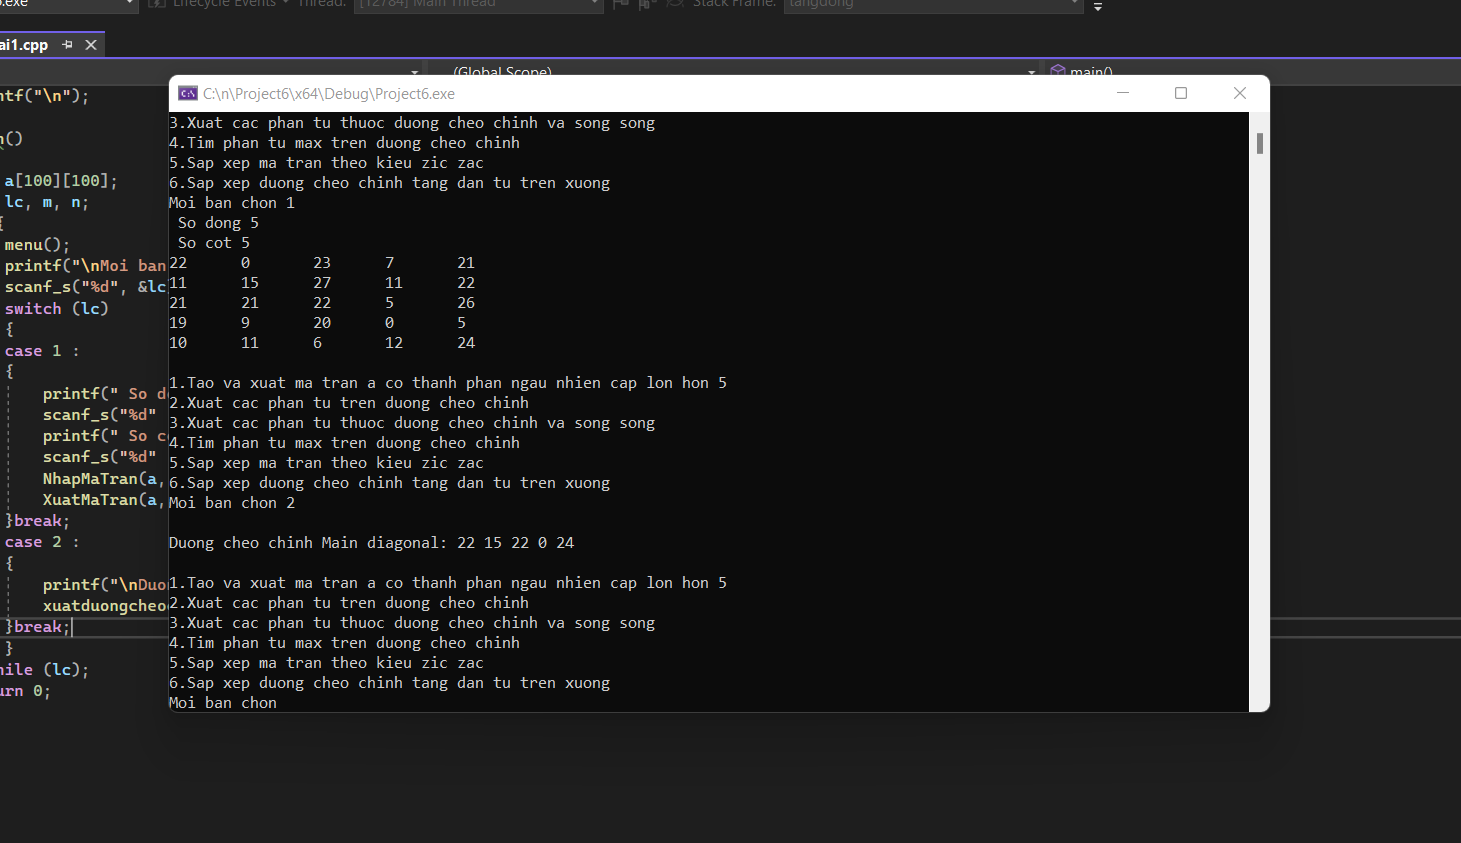 .exe
Lifecycle Events
Thread:
[12784] Main Thread
Stack Frame:
tangdong
ai1.cpp
(Global Scope)
main()
ntf("\n");
n()
a[100][100];
lc, m, n;
{
menu();
printf("\nMoi ban
scanf_s("%d", &lc
switch (lc)
{
case 1 :
{
printf(" So d
scanf_s("%d"
printf(" So c
scanf_s("%d"
NhapMaTran(a,
XuatMaTran(a,
}break;
case 2 :
{
printf("\nDuo
xuatduongcheo
}break;
}
hile (lc);
urn 0;
C:\n\Project6\x64\Debug\Project6.exe
3.Xuat cac phan tu thuoc duong cheo chinh va song song
4.Tim phan tu max tren duong cheo chinh
5.Sap xep ma tran theo kieu zic zac
6.Sap xep duong cheo chinh tang dan tu tren xuong
Moi ban chon 1
So dong 5
So cot 5
22 0 23 7 21
11 15 27 11 22
21 21 22 5 26
19 9 20 0 5
10 11 6 12 24
1.Tao va xuat ma tran a co thanh phan ngau nhien cap lon hon 5
2.Xuat cac phan tu tren duong cheo chinh
3.Xuat cac phan tu thuoc duong cheo chinh va song song
4.Tim phan tu max tren duong cheo chinh
5.Sap xep ma tran theo kieu zic zac
6.Sap xep duong cheo chinh tang dan tu tren xuong
Moi ban chon 2
Duong cheo chinh Main diagonal: 22 15 22 0 24
1.Tao va xuat ma tran a co thanh phan ngau nhien cap lon hon 5
2.Xuat cac phan tu tren duong cheo chinh
3.Xuat cac phan tu thuoc duong cheo chinh va song song
4.Tim phan tu max tren duong cheo chinh
5.Sap xep ma tran theo kieu zic zac
6.Sap xep duong cheo chinh tang dan tu tren xuong
Moi ban chon